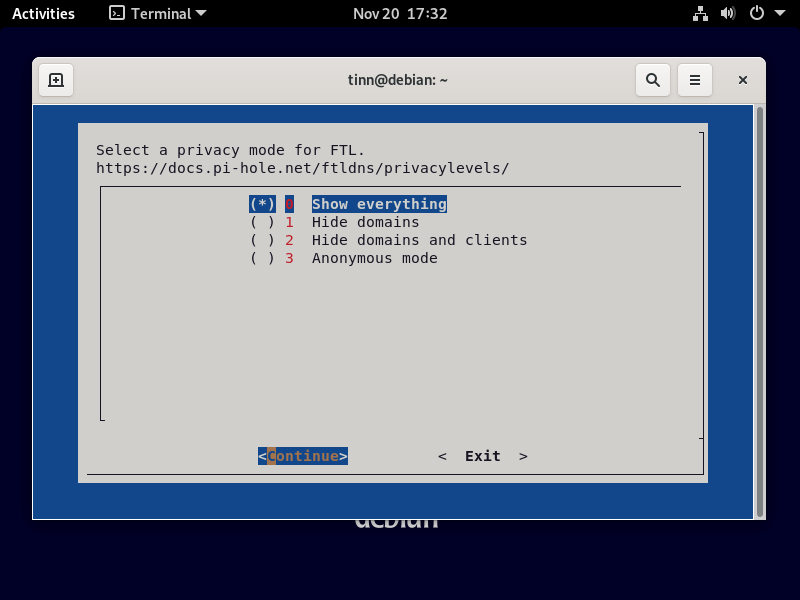 Activities Terminal Nov 20 17:32
tinn@debian: ~
Select a privacy mode for FTL.
https://docs.pi-hole.net/ftldns/privacylevels/
(*) 0 Show everything
( ) 1 Hide domains
( ) 2 Hide domains and clients
( ) 3 Anonymous mode
<Continue> < Exit >
debian